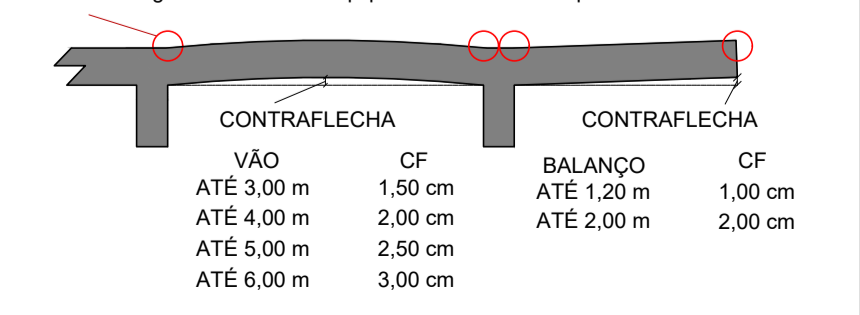 CONTRAFLECHA CONTRAFLECHA
VÃO CF
ATÉ 3,00 m 1,50 cm
ATÉ 4,00 m 2,00 cm
ATÉ 5,00 m 2,50 cm
ATÉ 6,00 m 3,00 cm
BALANÇO CF
ATÉ 1,20 m 1,00 cm
ATÉ 2,00 m 2,00 cm